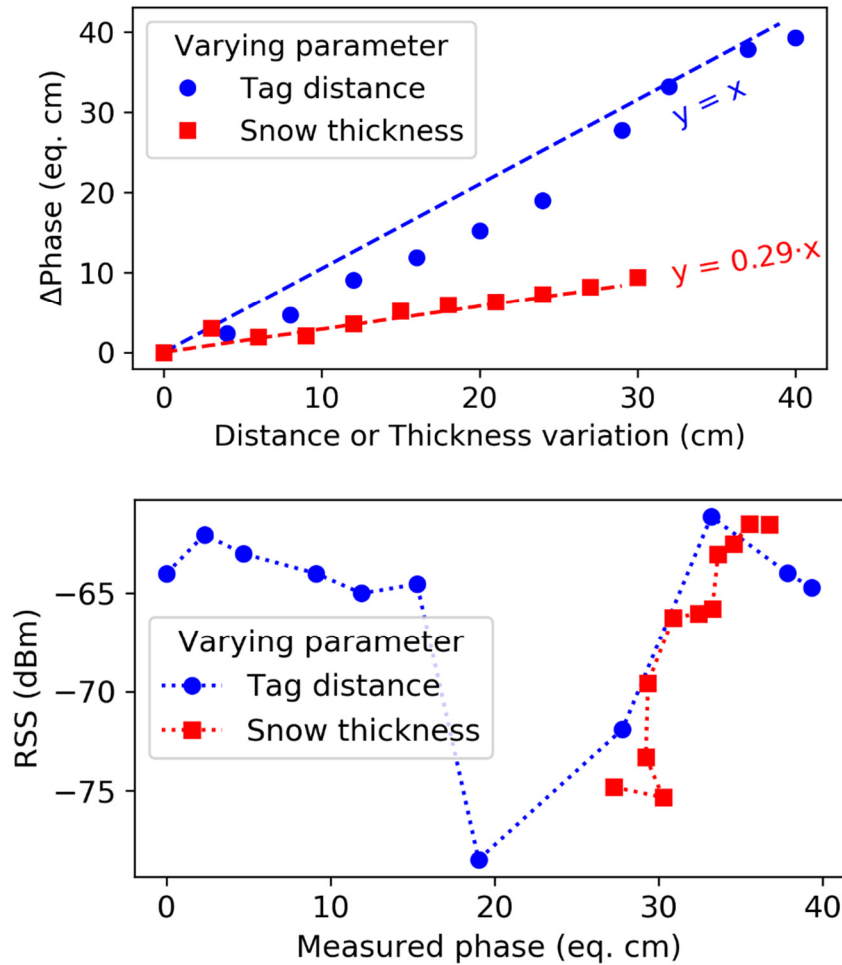 40
30
20
10
0
ΔPhase (eq. cm)
Varying parameter
Tag distance
Snow thickness
y = x
y = 0.29·x
0 10 20 30 40
Distance or Thickness variation (cm)
−65
−70
−75
RSS (dBm)
Varying parameter
Tag distance
Snow thickness
0 10 20 30 40
Measured phase (eq. cm)